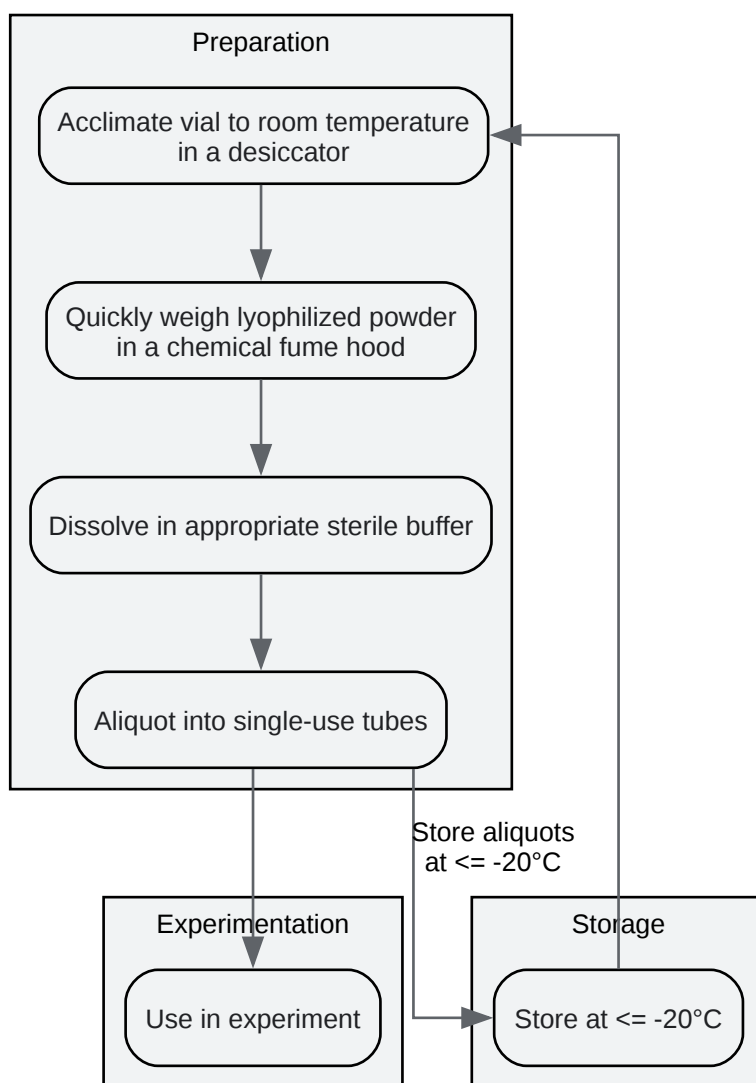 Preparation
Acclimate vial to room temperature
in a desiccator
Quickly weigh lyophilized powder
in a chemical fume hood
Dissolve in appropriate sterile buffer
Aliquot into single-use tubes
Store aliquots
at <= -20°C
Experimentation
Use in experiment
Storage
Store at <= -20°C